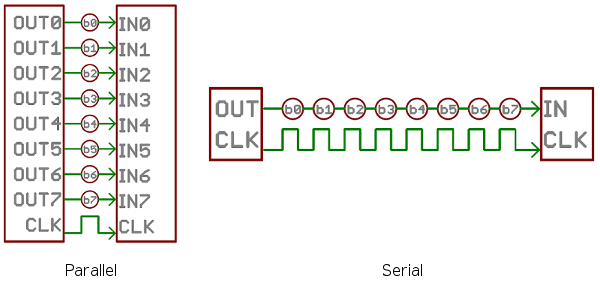 OUT0 b0 IN0
OUT1 b1 IN1
OUT2 b2 IN2
OUT3 b3 IN3
OUT4 b4 IN4
OUT5 b5 IN5
OUT6 b6 IN6
OUT7 b7 IN7
CLK CLK
Parallel
OUT b0 b1 b2 b3 b4 b5 b6 b7 IN
CLK CLK
Serial